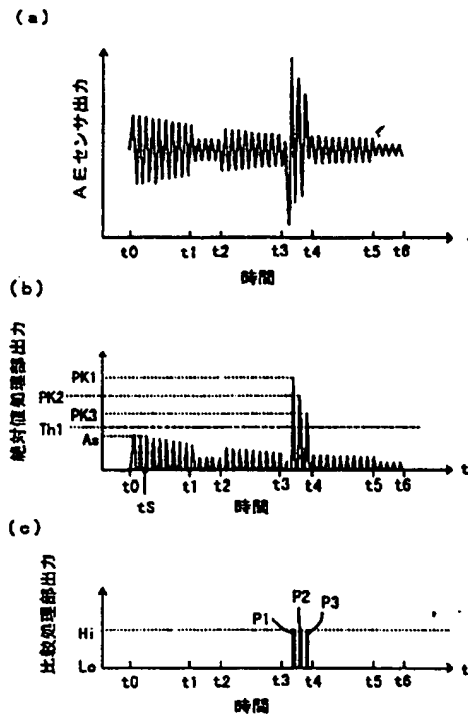 (a)
AEセンサ出力
t0 t1 t2 t3 t4 t5 t6
時間
(b)
絶対値処理部出力
PK1
PK2
PK3
Th1
As
t0 t1 t2 t3 t4 t5 t6 t
tS
時間
(c)
比較処理部出力
P1 P2 P3
Hi
Lo
t0 t1 t2 t3 t4 t5 t6 t
時間